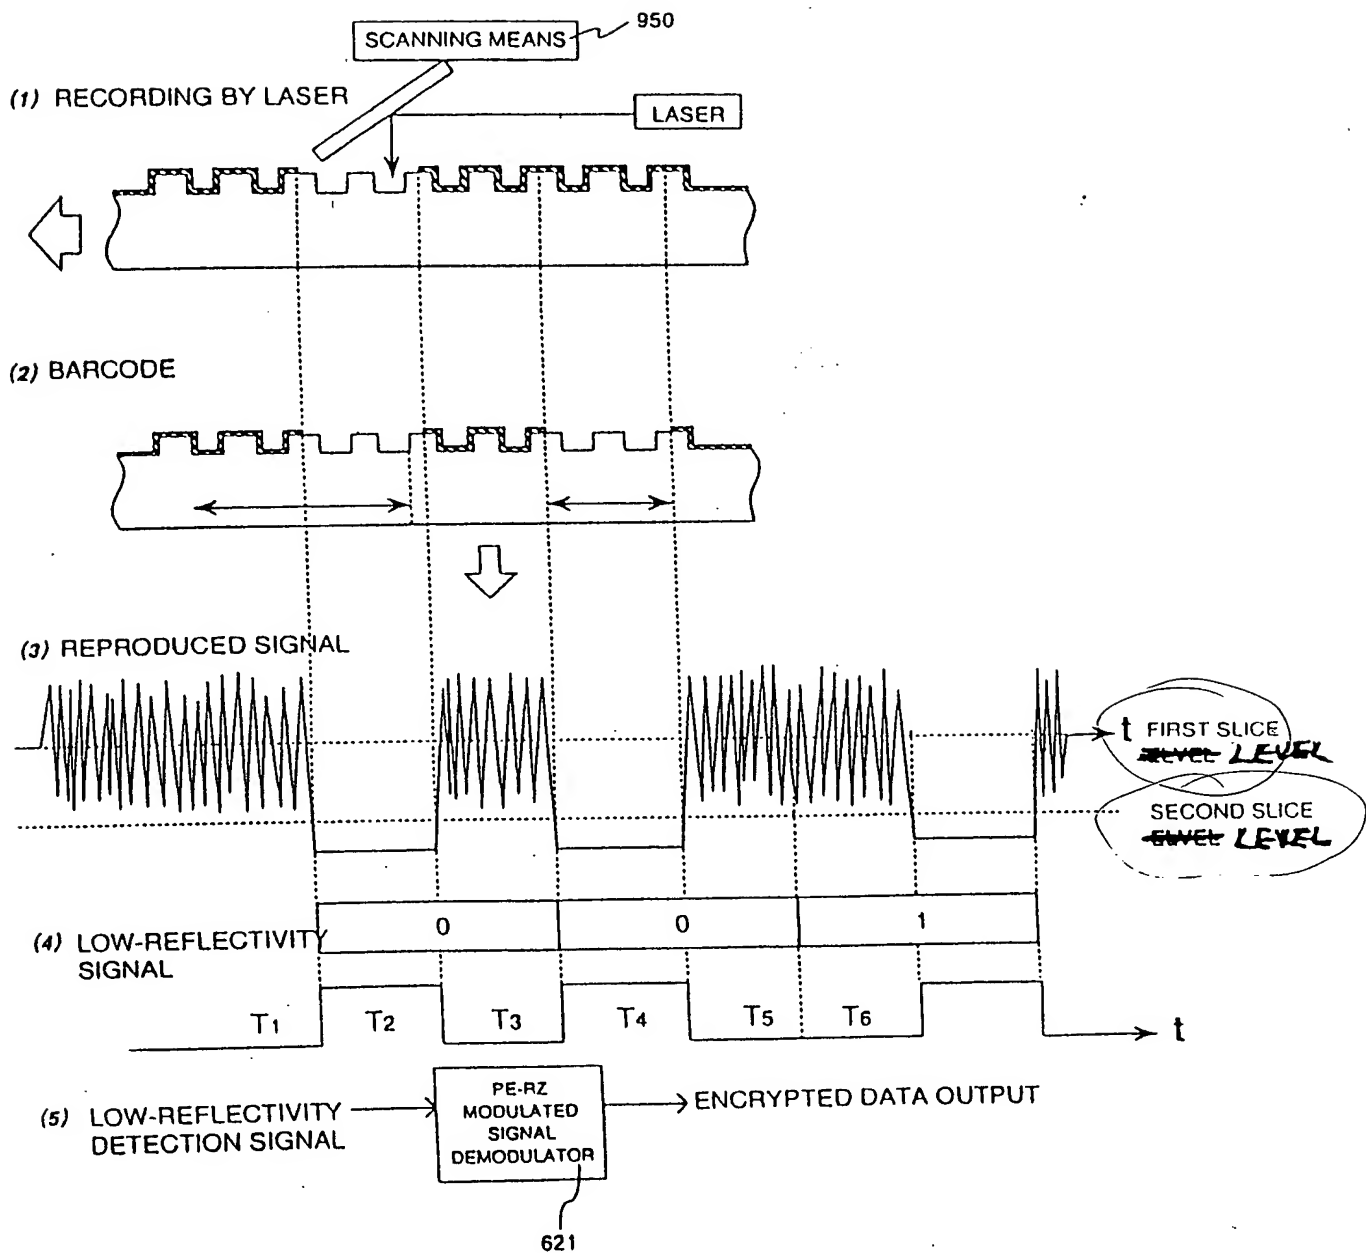 950
SCANNING MEANS
(1) RECORDING BY LASER
LASER
(2) BARCODE
(3) REPRODUCED SIGNAL
t FIRST SLICE
LEVEL
SECOND SLICE
LEVEL
0 0 1
(4) LOW-REFLECTIVITY
SIGNAL
T1 T2 T3 T4 T5 T6
t
(5) LOW-REFLECTIVITY
DETECTION SIGNAL
PE-RZ
MODULATED
SIGNAL
DEMODULATOR
ENCRYPTED DATA OUTPUT
621